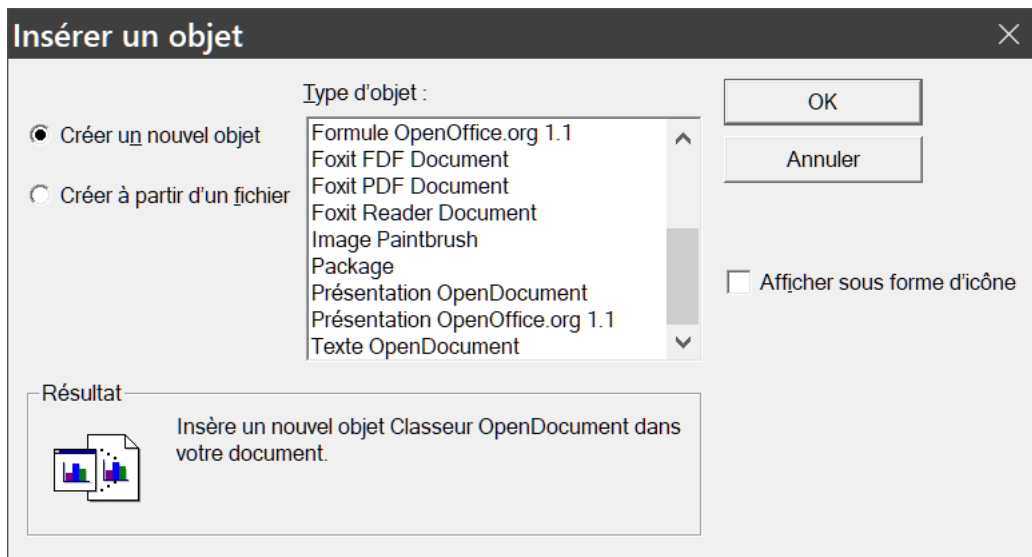 Insérer un objet
Type d'objet :
Créer un nouvel objet
Créer à partir d'un fichier
Formule OpenOffice.org 1.1
Foxit FDF Document
Foxit PDF Document
Foxit Reader Document
Image Paintbrush
Package
Présentation OpenDocument
Présentation OpenOffice.org 1.1
Texte OpenDocument
OK
Annuler
Afficher sous forme d'icône
Résultat
Insère un nouvel objet Classeur OpenDocument dans
votre document.